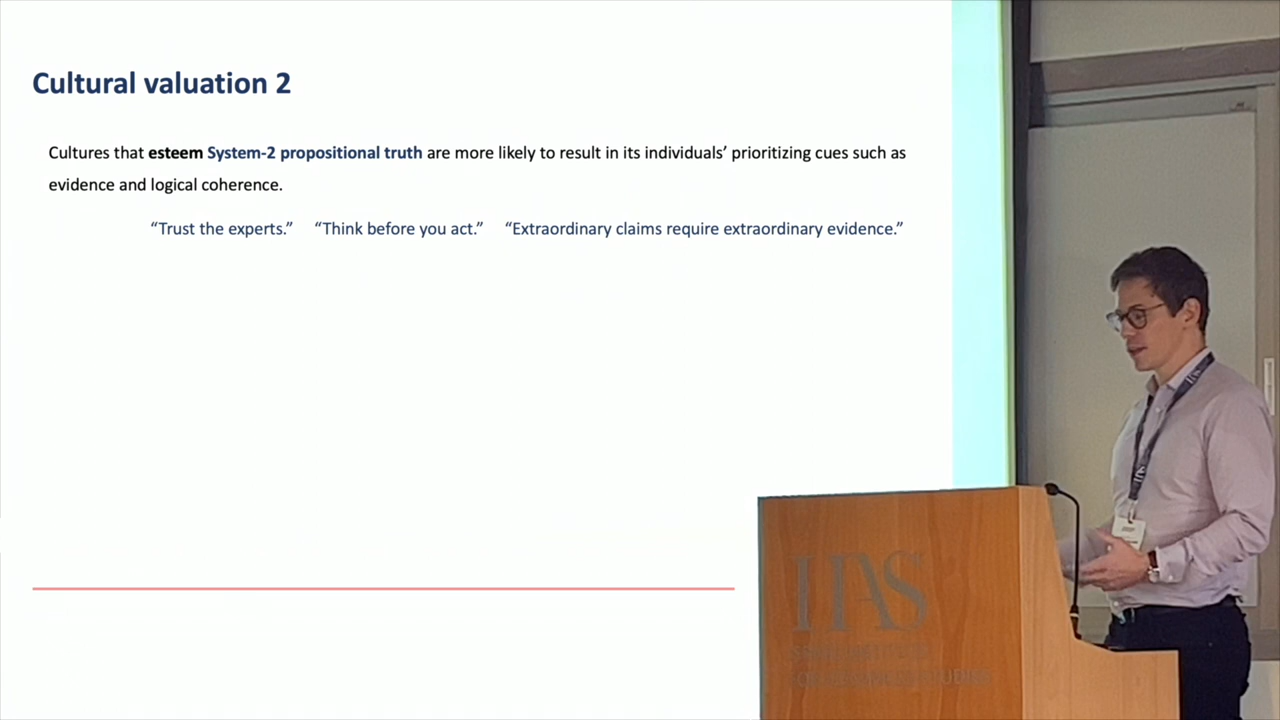 Cultural valuation 2
Cultures that esteem System-2 propositional truth are more likely to result in its individuals’ prioritizing cues such as
evidence and logical coherence.
“Trust the experts.” “Think before you act.” “Extraordinary claims require extraordinary evidence.”
IIAS